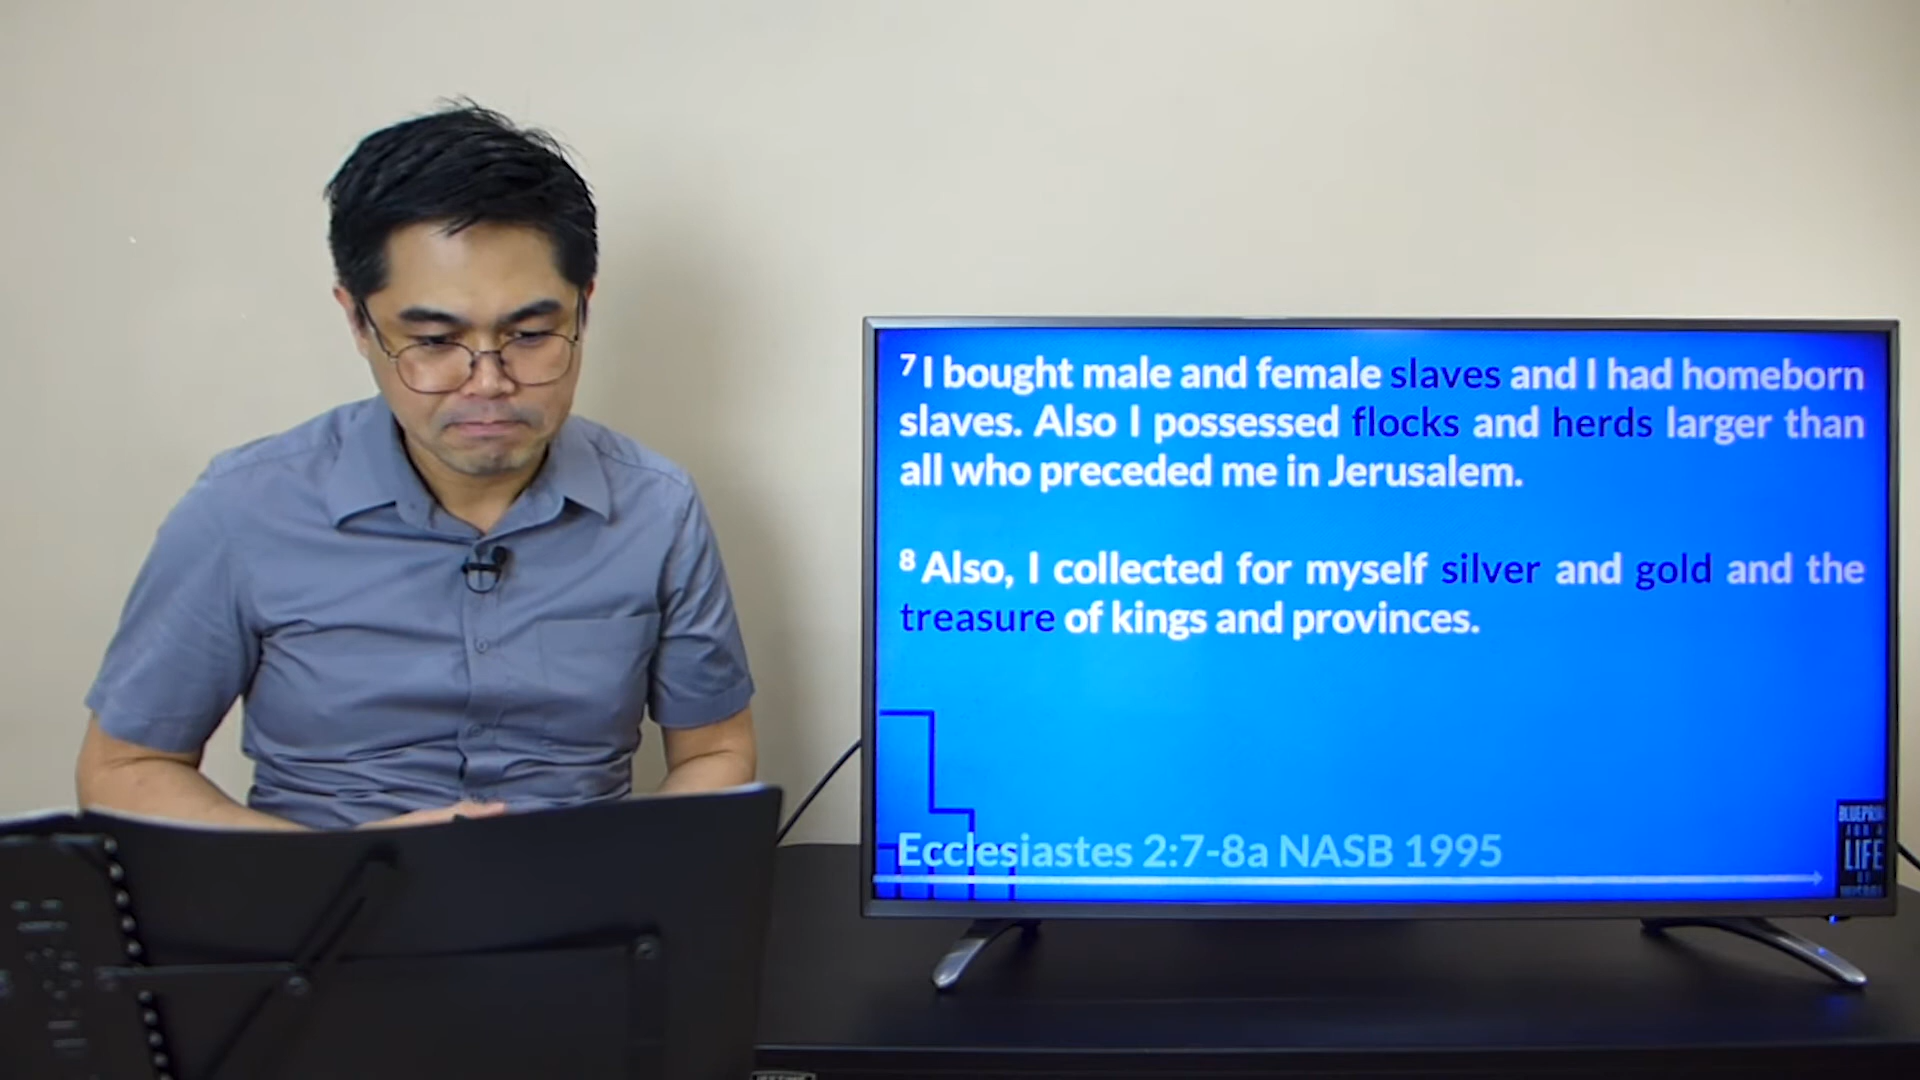 7 I bought male and female slaves and I had homeborn
slaves. Also I possessed flocks and herds larger than
all who preceded me in Jerusalem.
8 Also, I collected for myself silver and gold and the
treasure of kings and provinces.
Ecclesiastes 2:7-8a NASB 1995
LIFE